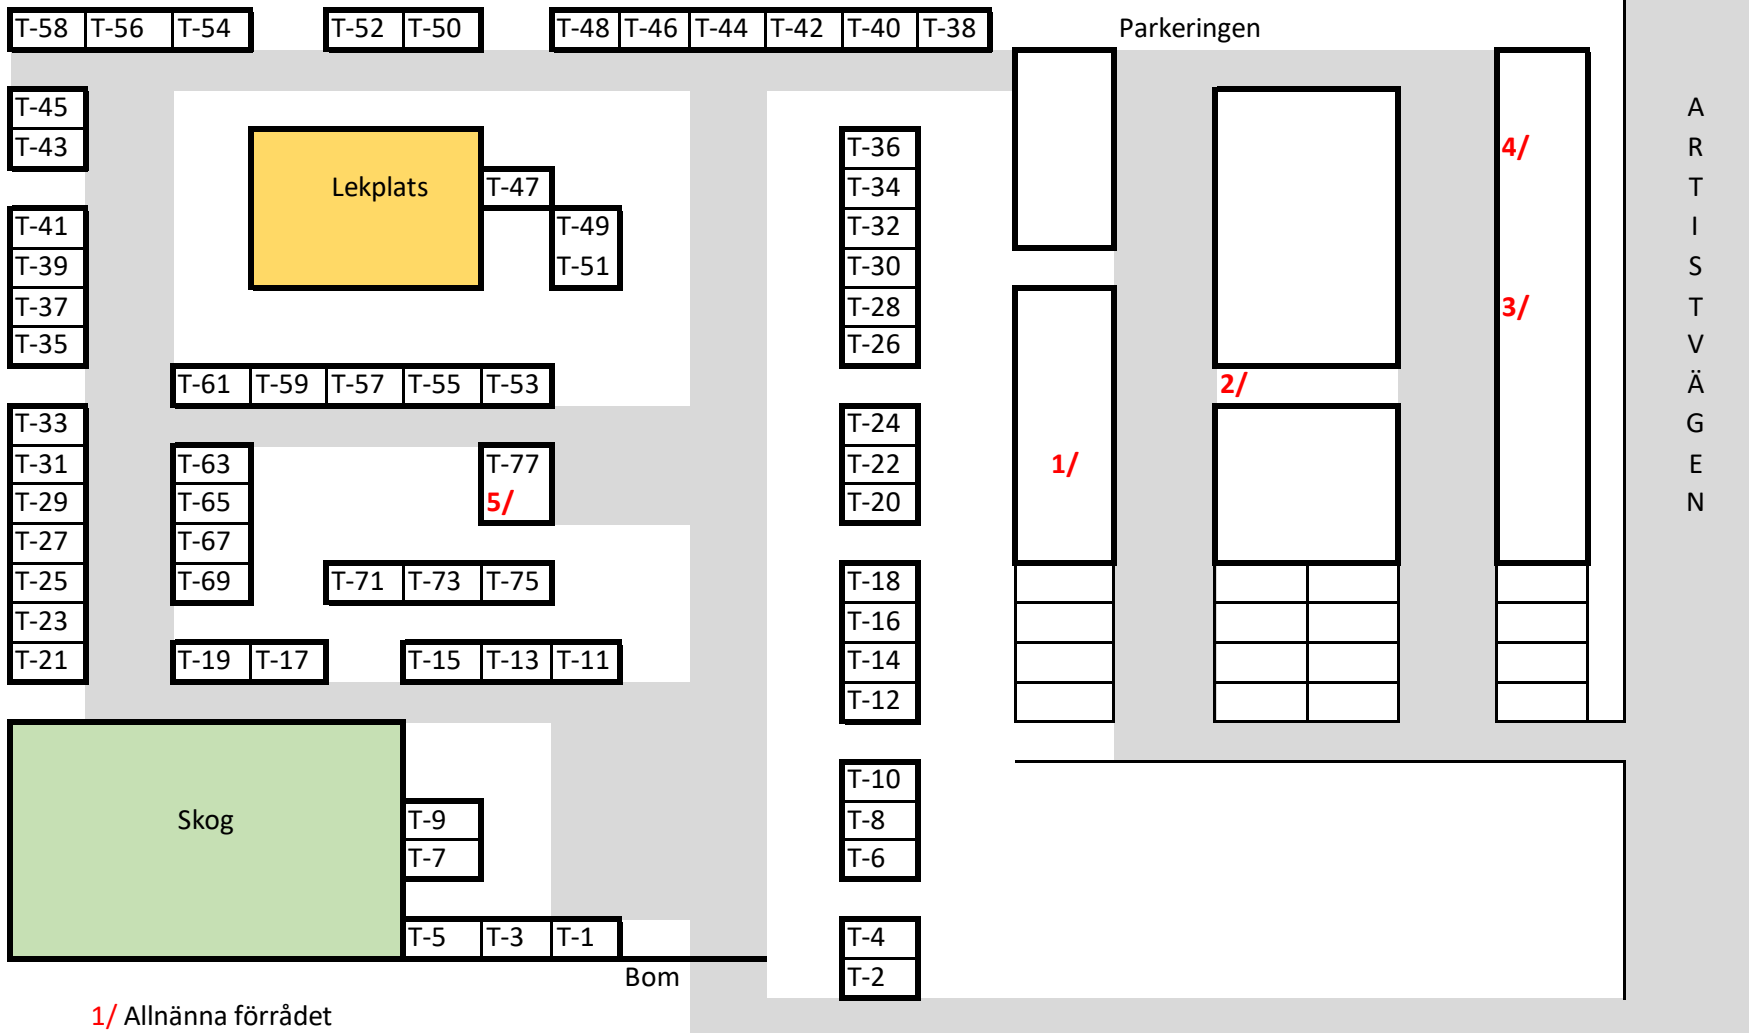 T-58 T-56 T-54 T-52 T-50 T-48 T-46 T-44 T-42 T-40 T-38 Parkeringen
T-45 A
T-43 T-36 4/ R
Lekplats T-47 T-34 T
T-41 T-49 T-32 I
T-39 T-51 T-30 S
T-37 T-28 3/ T
T-35 T-26 V
T-61 T-59 T-57 T-55 T-53 2/ Ä
T-33 T-24 G
T-31 T-63 T-77 T-22 1/ E
T-29 T-65 5/ T-20 N
T-27 T-67
T-25 T-69 T-71 T-73 T-75 T-18
T-23 T-16
T-21 T-19 T-17 T-15 T-13 T-11 T-14
T-12
T-10
Skog T-9 T-8
T-7 T-6
T-5 T-3 T-1 T-4
Bom T-2
1/ Allnänna förrådet